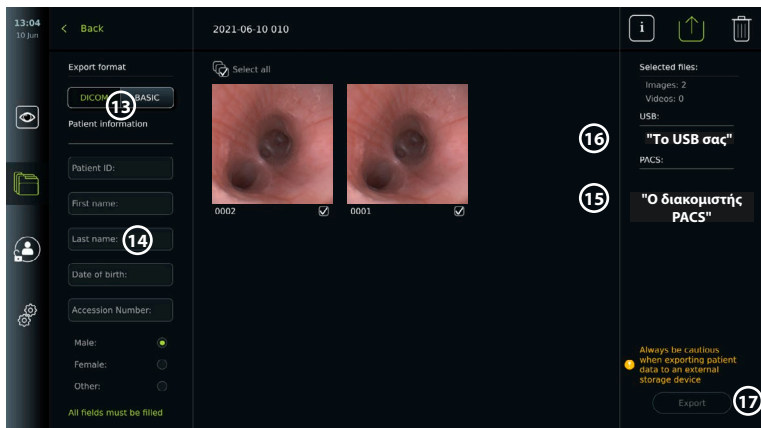 13:04
10 Jun
Back
2021-06-10 010
i
Export format
DICOM
BASIC
13
Patient information
Patient ID:
First name:
Last name:
14
Date of birth:
Accession Number:
Male:
Female:
Other:
All fields must be filled
Select all
0002
0001
Selected files:
Images: 2
Videos: 0
USB:
16
"Το USB σας"
PACS:
15
"Ο διακομιστής
PACS"
Always be cautious
when exporting patient
data to an external
storage device
Export
17